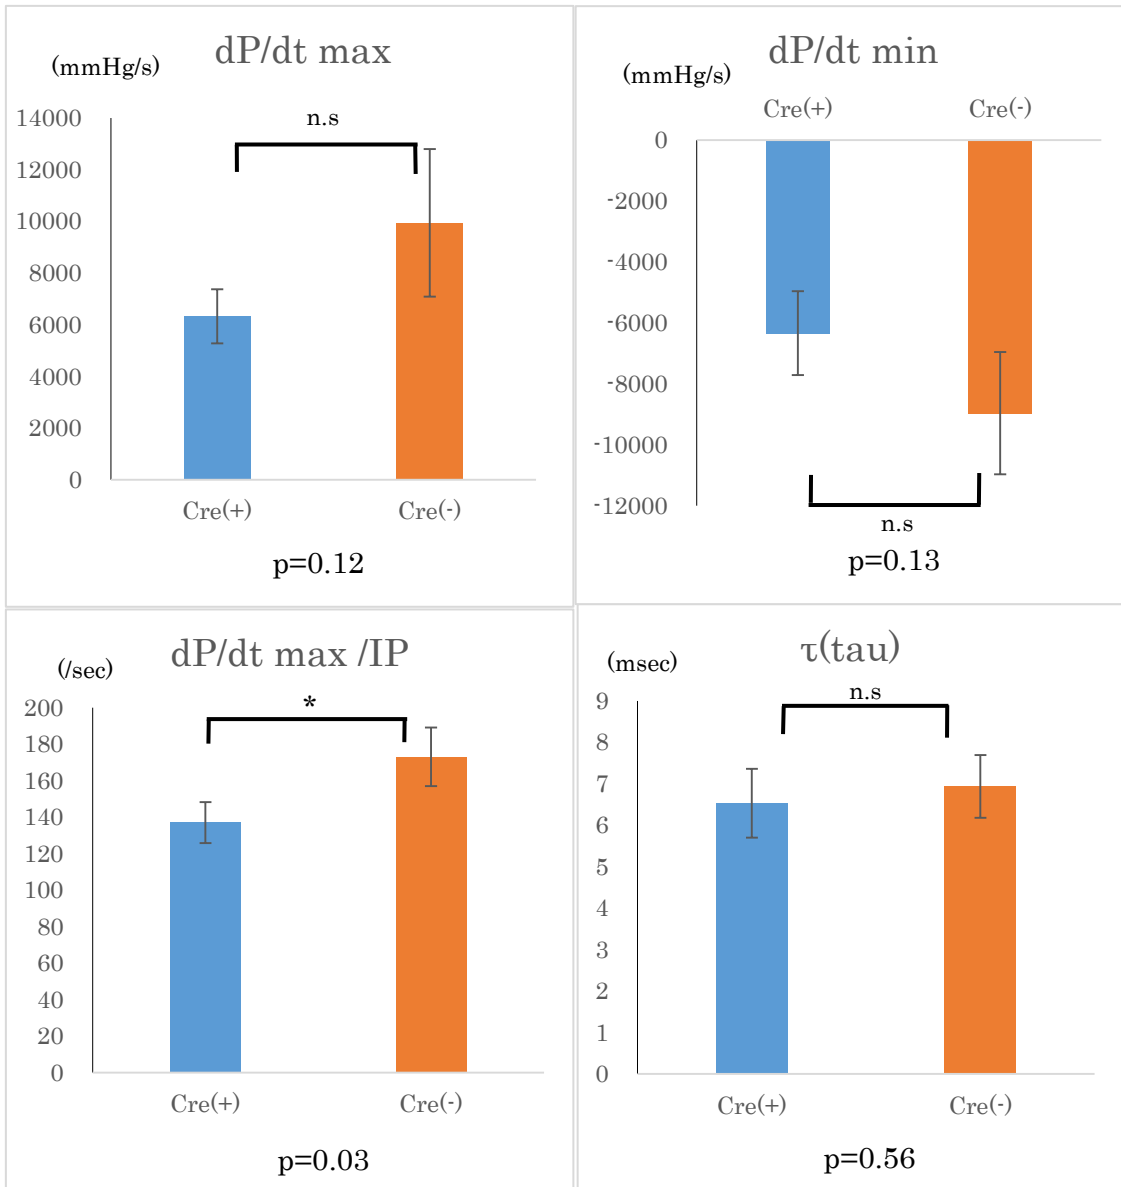 dP/dt max
(mmHg/s)
n.s
14000
12000
10000
8000
6000
4000
2000
0
Cre(+) Cre(-)
p=0.12
dP/dt min
(mmHg/s)
Cre(+) Cre(-)
0
-2000
-4000
-6000
-8000
-10000
-12000
n.s
p=0.13
dP/dt max /IP
(/sec)
*
200
180
160
140
120
100
80
60
40
20
0
Cre(+) Cre(-)
p=0.03
τ(tau)
(msec)
n.s
9
8
7
6
5
4
3
2
1
0
Cre(+) Cre(-)
p=0.56